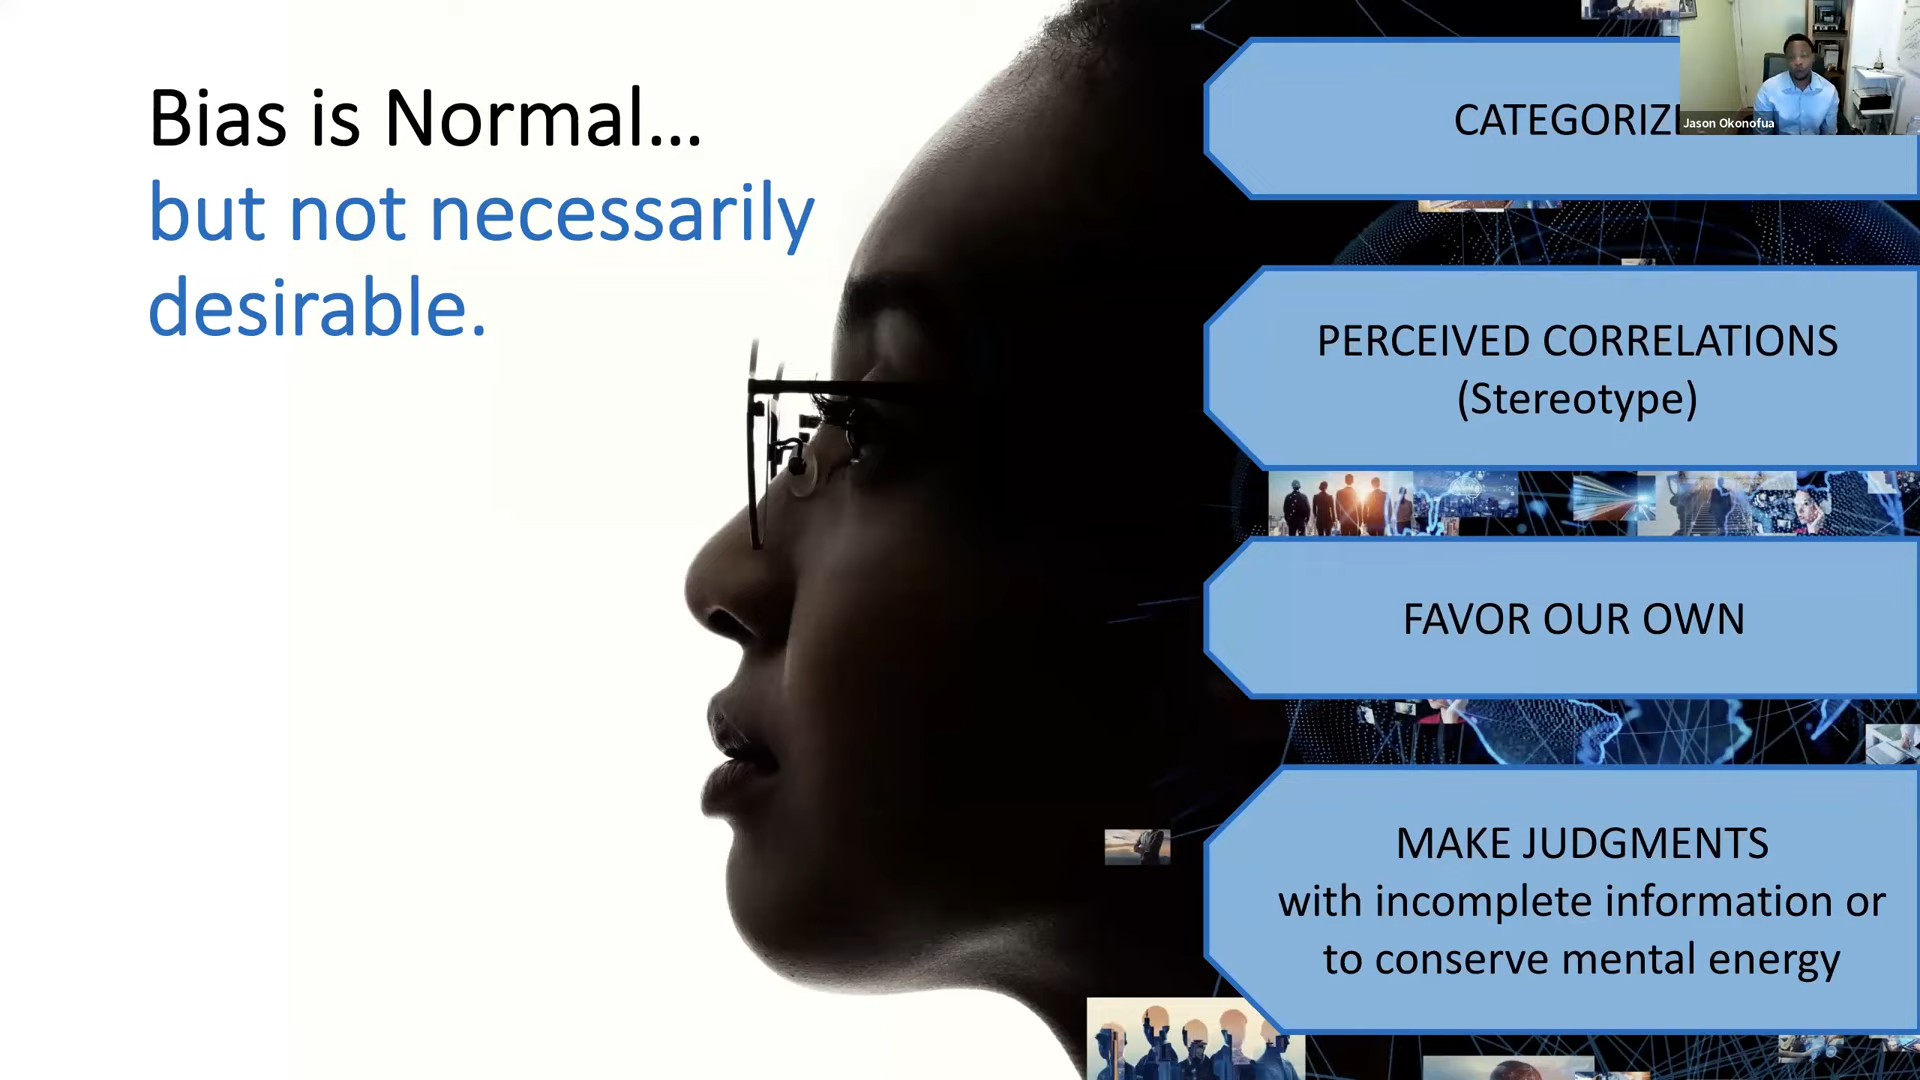 Bias is Normal...
but not necessarily
desirable.
CATEGORIZE
Jason Okonofua
PERCEIVED CORRELATIONS
(Stereotype)
FAVOR OUR OWN
MAKE JUDGMENTS
with incomplete information or
to conserve mental energy